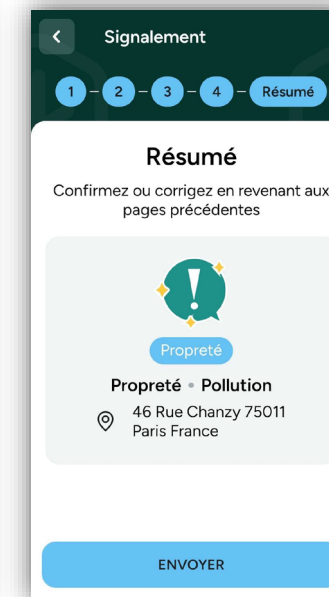 Signalement
1 2 3 4 Résumé
Résumé
Confirmez ou corrigez en revenant aux
pages précédentes
Propreté
Propreté • Pollution
46 Rue Chanzy 75011
Paris France
ENVOYER